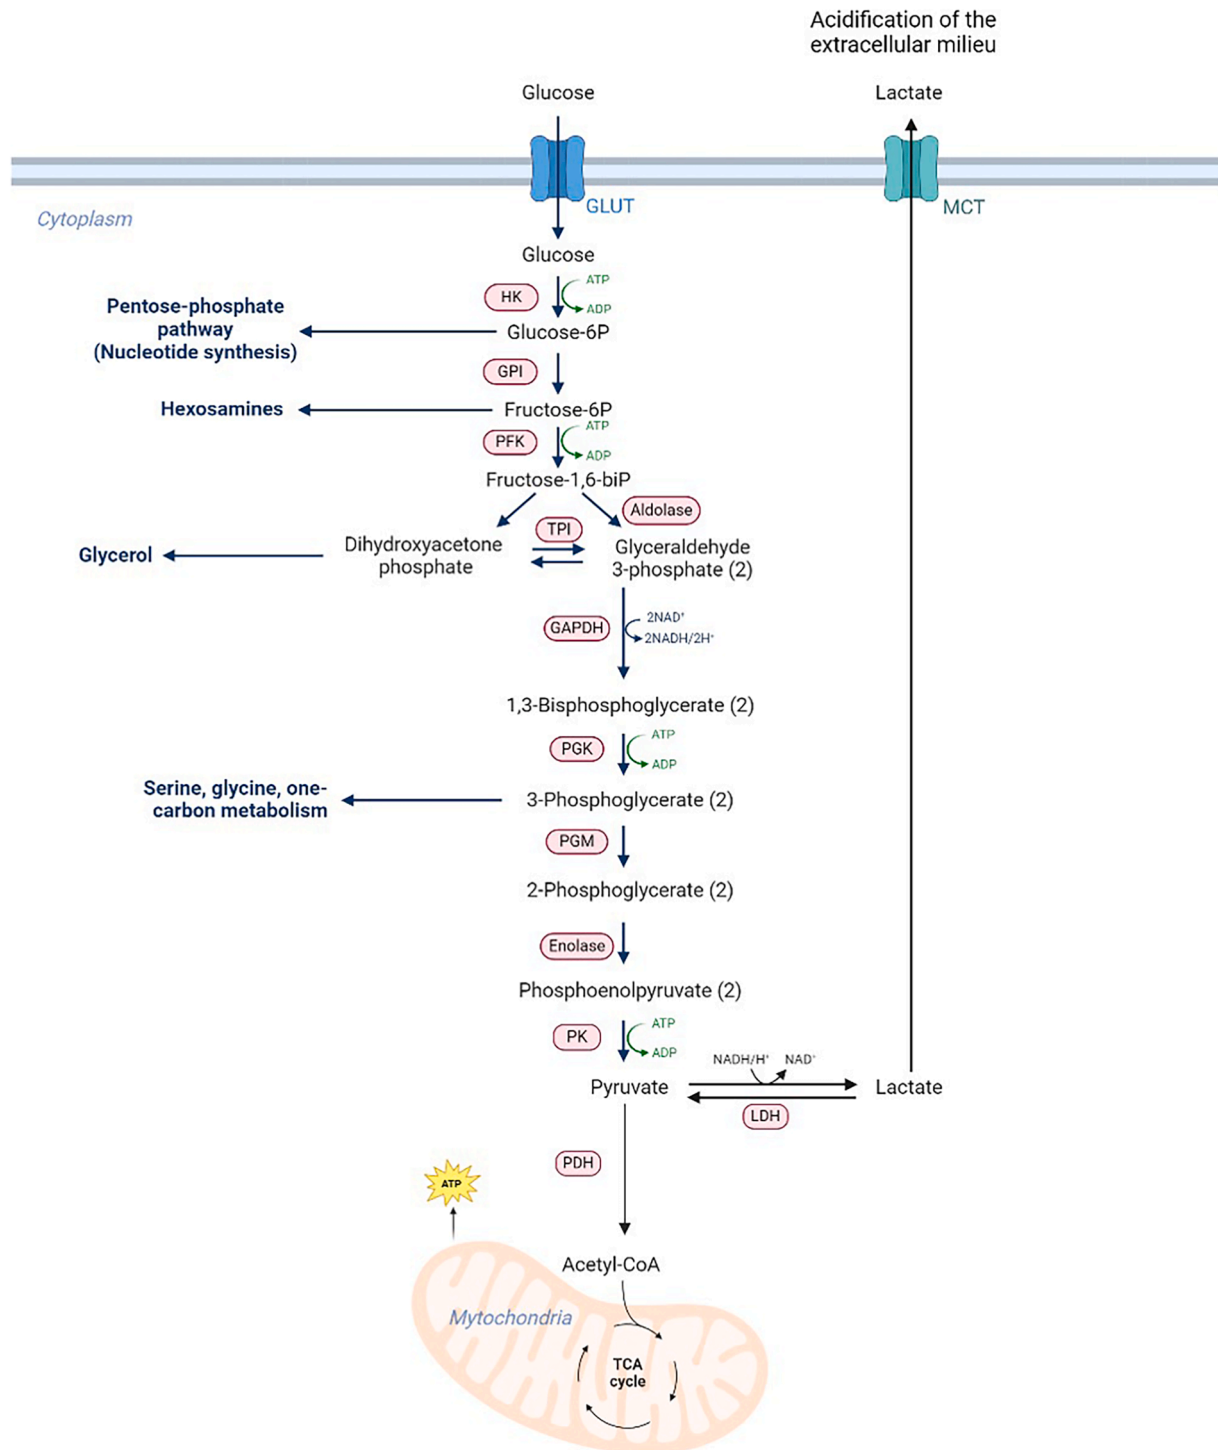 Acidification of the
extracellular milieu
Glucose
Lactate
Cytoplasm
GLUT
MCT
Glucose
HK
ATP
ADP
Pentose-phosphate
pathway
(Nucleotide synthesis)
Glucose-6P
GPI
Hexosamines
Fructose-6P
PFK
ATP
ADP
Fructose-1,6-biP
Aldolase
TPI
Glycerol
Dihydroxyacetone
phosphate
Glyceraldehyde
3-phosphate (2)
GAPDH
2NAD⁺
2NADH/2H⁺
1,3-Bisphosphoglycerate (2)
PGK
ATP
ADP
Serine, glycine, one-
carbon metabolism
3-Phosphoglycerate (2)
PGM
2-Phosphoglycerate (2)
Enolase
Phosphoenolpyruvate (2)
PK
ATP
ADP
NADH/H⁺ NAD⁺
Pyruvate
Lactate
LDH
PDH
ATP
Acetyl-CoA
Mytochondria
TCA
cycle